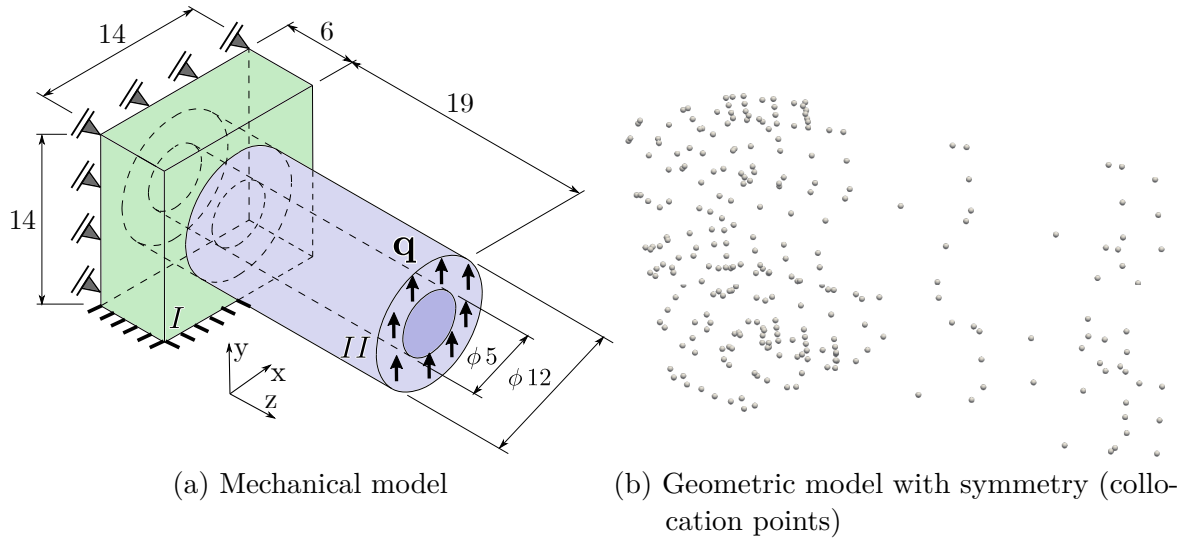 14
6
19
14
q
I
II
y
x
z
ϕ 5
ϕ 12
(a) Mechanical model
(b) Geometric model with symmetry (collo-
cation points)